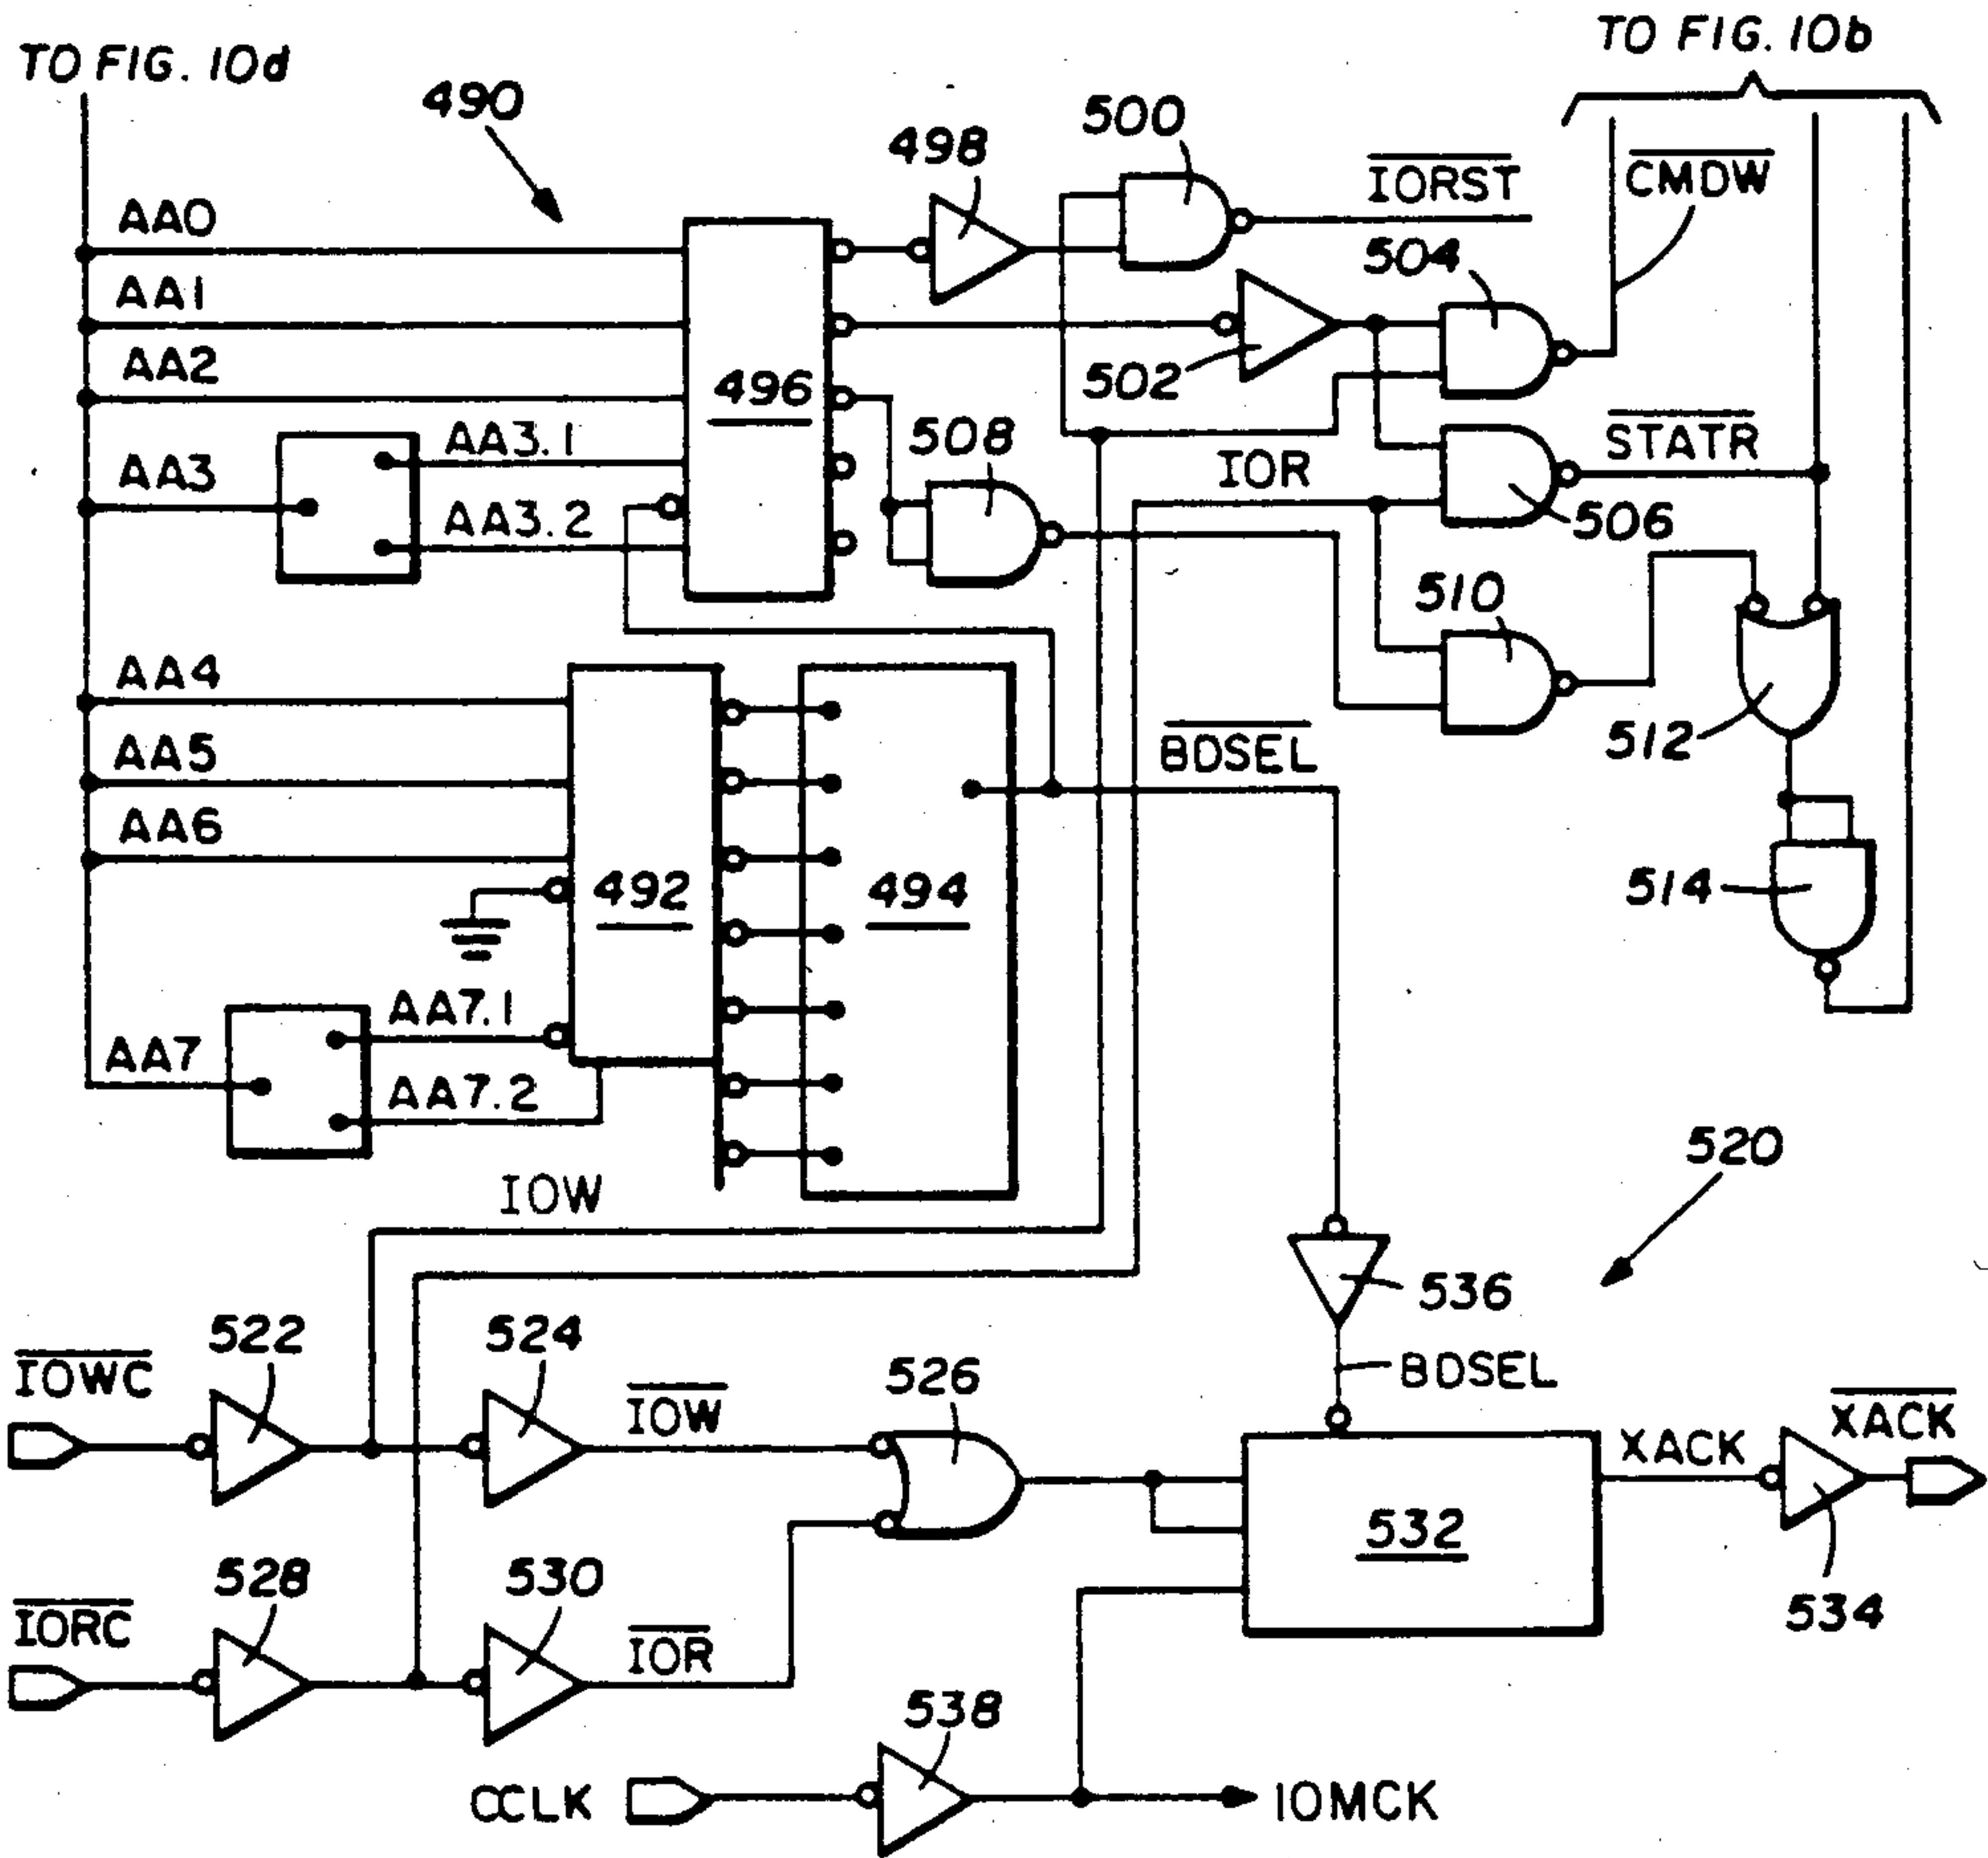 TO FIG. 10d
TO FIG. 10b
490
498
500
IORST
CMDW
AA0
504
AA1
AA2
502
496
508
STATR
AA3
AA3.1
IOR
AA3.2
506
510
AA4
BDSEL
512
AA5
AA6
492
494
514
AA7
AA7.1
AA7.2
520
IOW
536
522
524
526
BDSEL
IOWC
IOW
XACK
XACK
532
528
530
534
IORC
IOR
538
CCLK
IOMCK